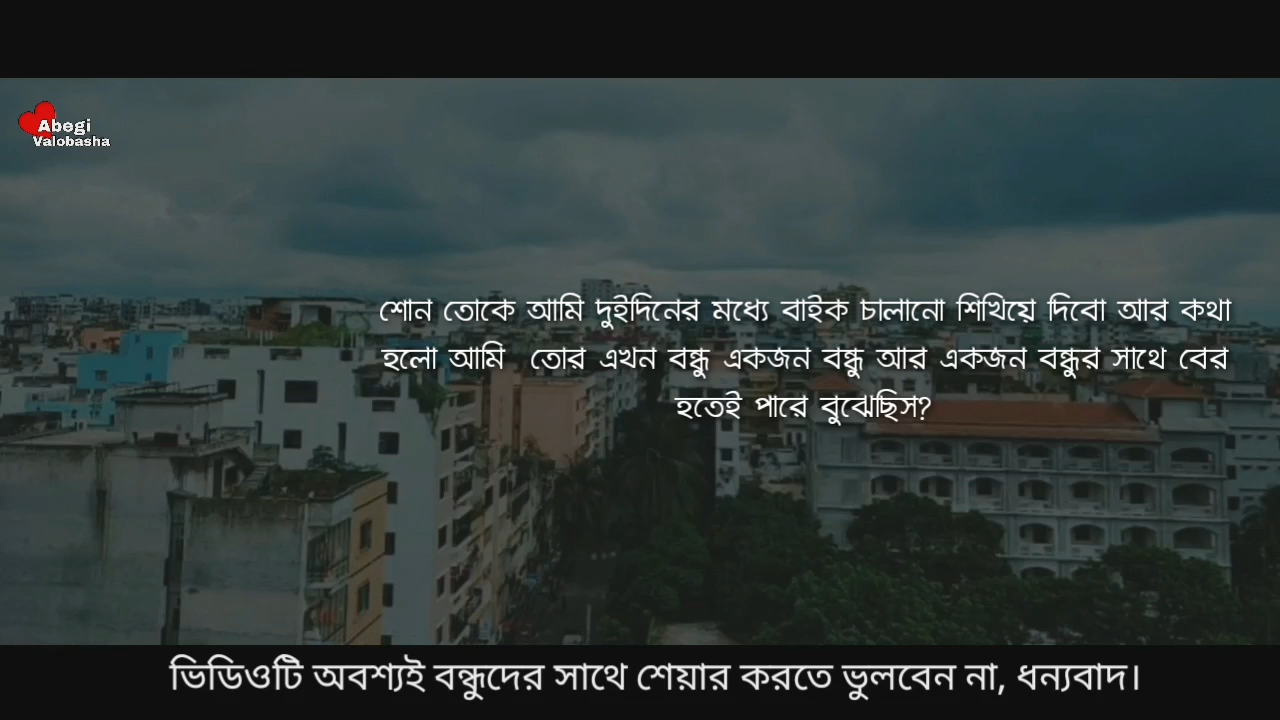 Abegi
Valobasha
শোন তোকে আমি দুইদিনের মধ্যে বাইক চালানো শিখিয়ে দিবো আর কথা
হলো আমি তোর এখন বন্ধু একজন বন্ধু আর একজন বন্ধুর সাথে বের
হতেই পারে বুঝেছিস?
ভিডিওটি অবশ্যই বন্ধুদের সাথে শেয়ার করতে ভুলবেন না, ধন্যবাদ।